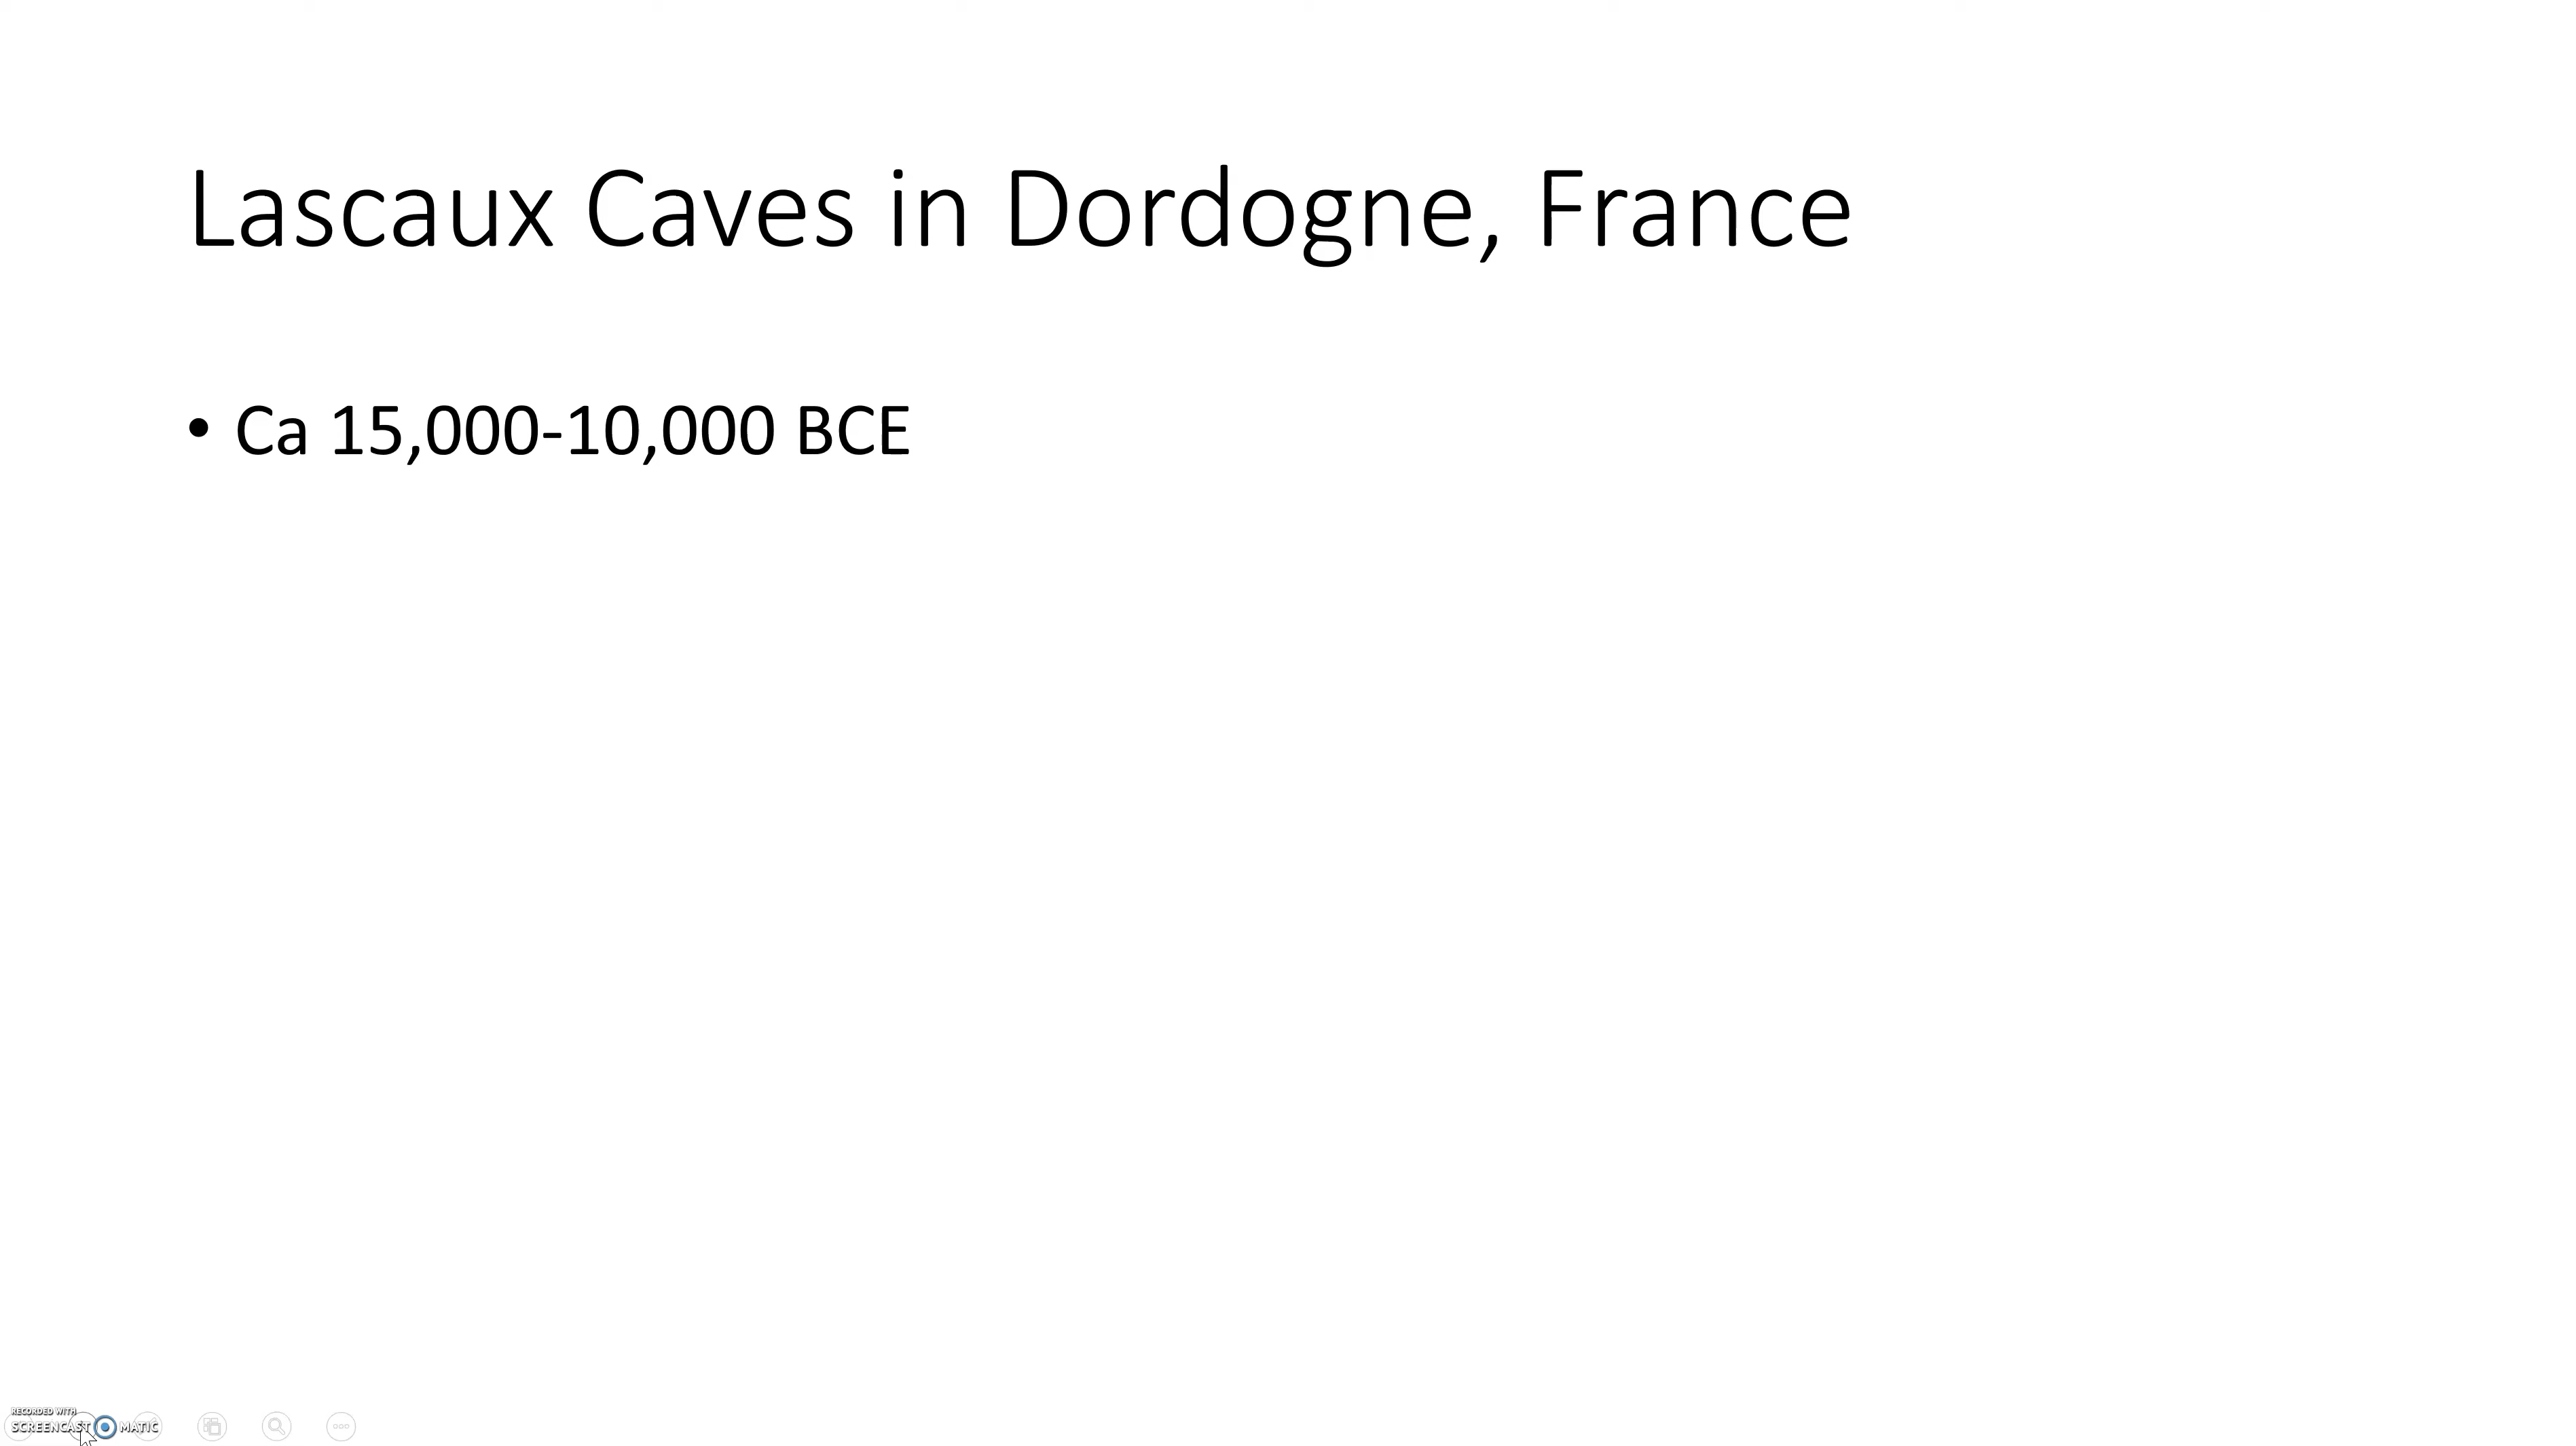 Lascaux Caves in Dordogne, France
• Ca 15,000-10,000 BCE
RECORDED WITH
SCREENCAST MATIC